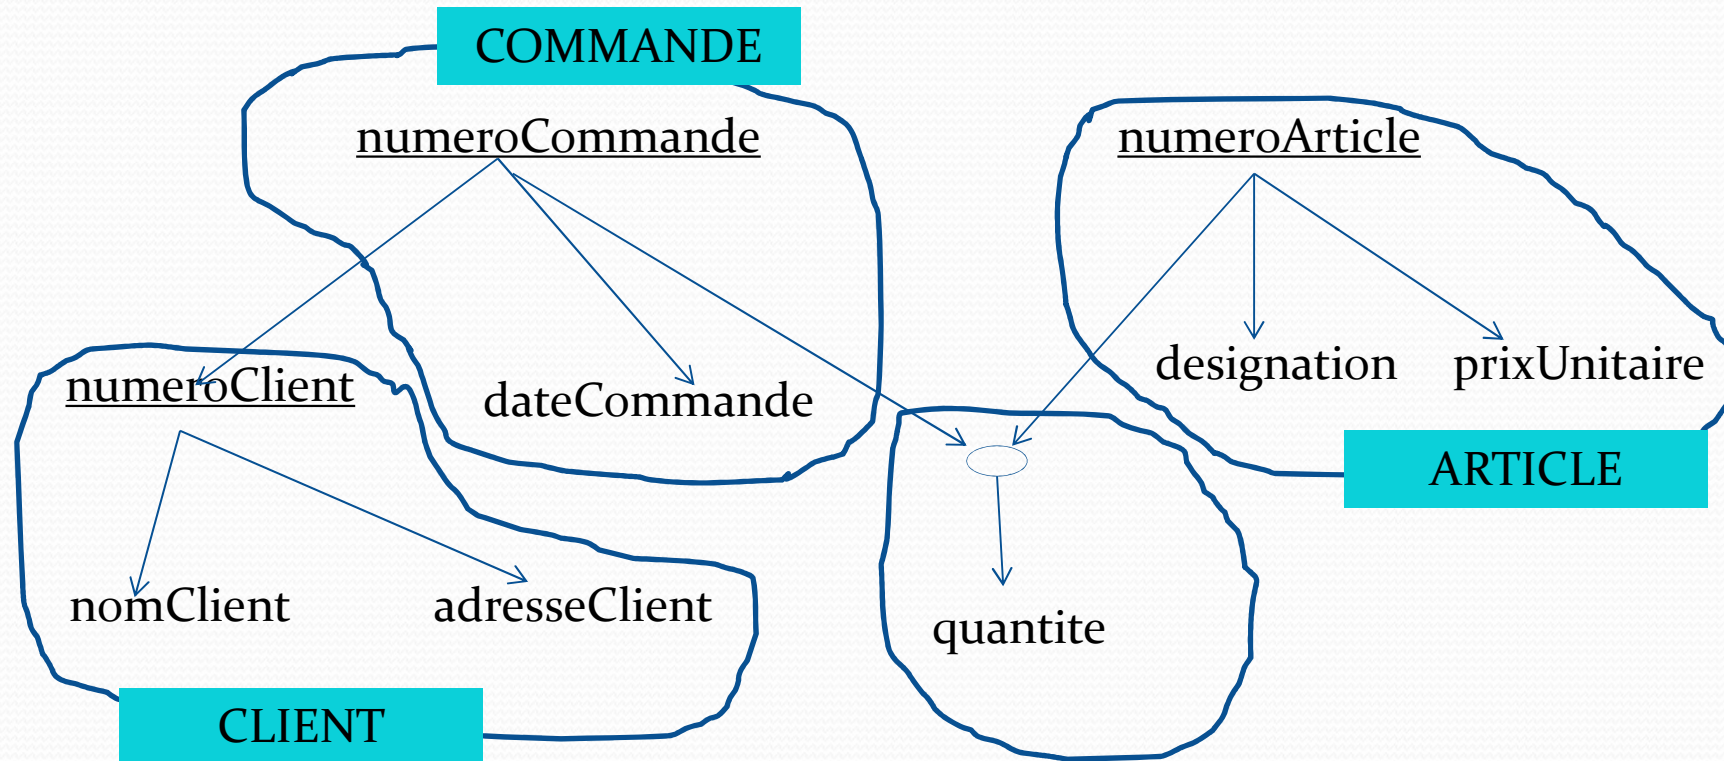 COMMANDE
numeroCommande
numeroArticle
numeroClient
dateCommande
designation
prixUnitaire
ARTICLE
nomClient
adresseClient
quantite
CLIENT